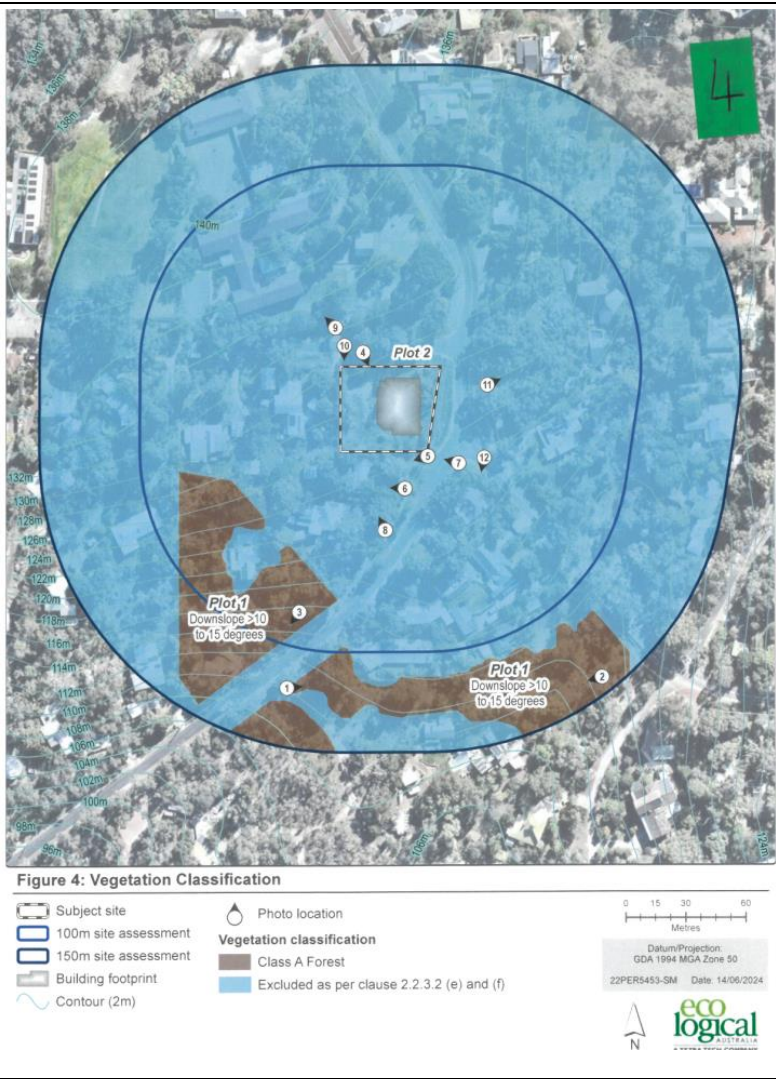 134m
138m
138m
136m
4
140m
9
10
4
Plot 2
11
5
7
12
6
8
132m
130m
128m
126m
124m
122m
120m
118m
116m
114m
112m
110m
108m
106m
104m
102m
100m
98m
96m
Plot 1
Downslope >10
to 15 degrees
3
1
Plot 1
Downslope >10
to 15 degrees
2
106m
124m
Figure 4: Vegetation Classification
Subject site
100m site assessment
150m site assessment
Building footprint
Contour (2m)
Photo location
Vegetation classification
Class A Forest
Excluded as per clause 2.2.3.2 (e) and (f)
0 15 30 60
Metres
Datum/Projection:
GDA 1994 MGA Zone 50
22PER5453-SM Date: 14/06/2024
N
eco
logical
AUSTRALIA
A TETRA TECH COMPANY